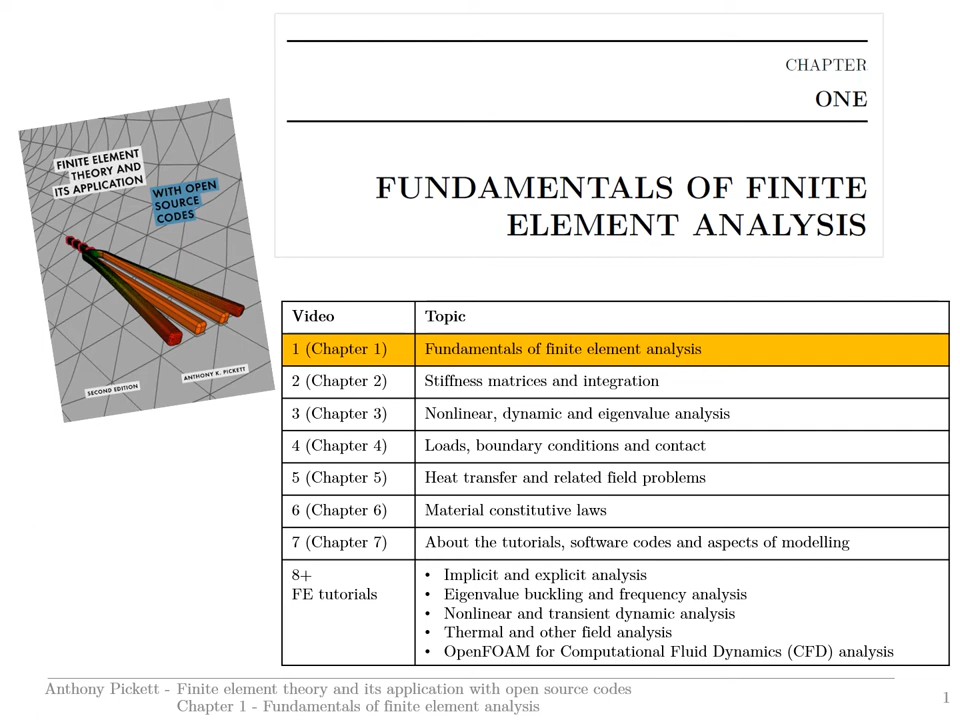 CHAPTER
ONE
FUNDAMENTALS OF FINITE
ELEMENT ANALYSIS
FINITE ELEMENT
THEORY AND
ITS APPLICATION
WITH OPEN
SOURCE
CODES
SECOND EDITION
ANTHONY K. PICKETT
Video Topic
1 (Chapter 1) Fundamentals of finite element analysis
2 (Chapter 2) Stiffness matrices and integration
3 (Chapter 3) Nonlinear, dynamic and eigenvalue analysis
4 (Chapter 4) Loads, boundary conditions and contact
5 (Chapter 5) Heat transfer and related field problems
6 (Chapter 6) Material constitutive laws
7 (Chapter 7) About the tutorials, software codes and aspects of modelling
8+ • Implicit and explicit analysis
FE tutorials • Eigenvalue buckling and frequency analysis
• Nonlinear and transient dynamic analysis
• Thermal and other field analysis
• OpenFOAM for Computational Fluid Dynamics (CFD) analysis
Anthony Pickett - Finite element theory and its application with open source codes
Chapter 1 - Fundamentals of finite element analysis
1